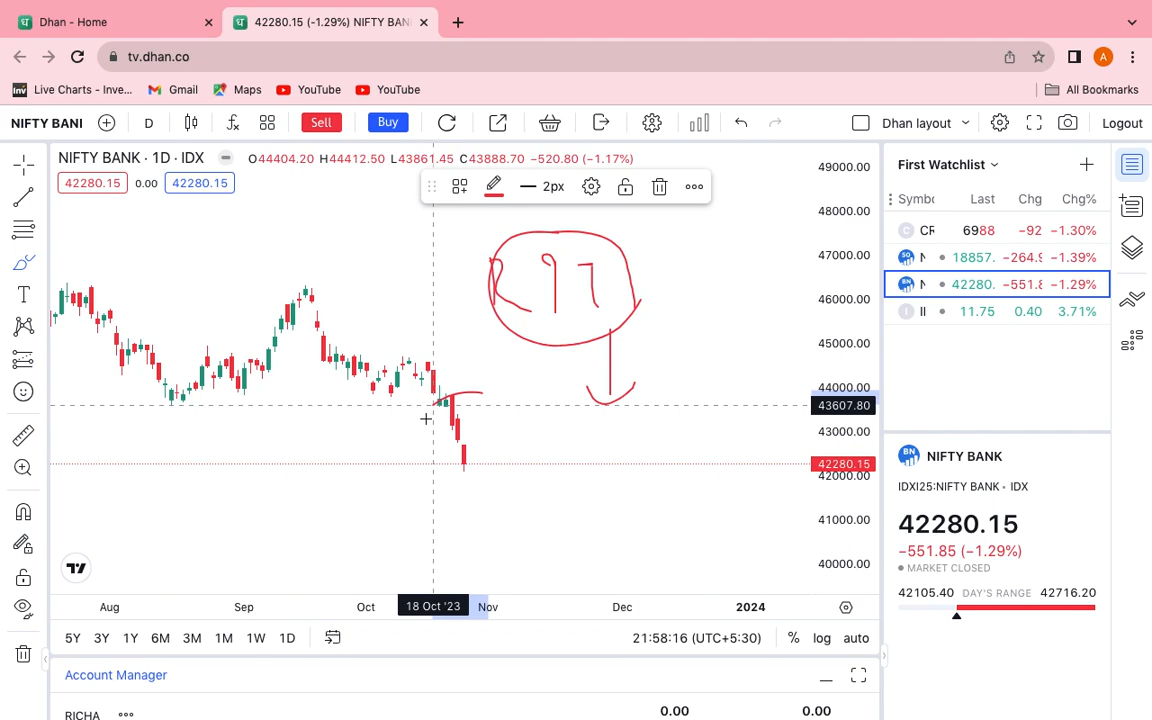 Dhan - Home
42280.15 (-1.29%) NIFTY BAN
tv.dhan.co
A
Live Charts - Inve...
Gmail
Maps
YouTube
YouTube
All Bookmarks
NIFTY BANI
D
Sell
Buy
Dhan layout
Logout
NIFTY BANK · 1D · IDX
O44404.20 H44412.50 L43861.45 C43888.70 −520.80 (−1.17%)
42280.15 0.00 42280.15
2px
49000.00
48000.00
47000.00
46000.00
45000.00
44000.00
43607.80
43000.00
42280.15
42000.00
41000.00
40000.00
Aug Sep Oct 18 Oct '23 Nov Dec 2024
5Y 3Y 1Y 6M 3M 1M 1W 1D
21:58:16 (UTC+5:30)
% log auto
Account Manager
RICHA 0.00 0.00
First Watchlist
Symbo Last Chg Chg%
C CR 6988 −92 −1.30%
50 N 18857. −264.9 −1.39%
BN N 42280. −551.8 −1.29%
I II 11.75 0.40 3.71%
BN NIFTY BANK
IDXI25:NIFTY BANK • IDX
42280.15
−551.85 (−1.29%)
MARKET CLOSED
42105.40 DAY'S RANGE 42716.20